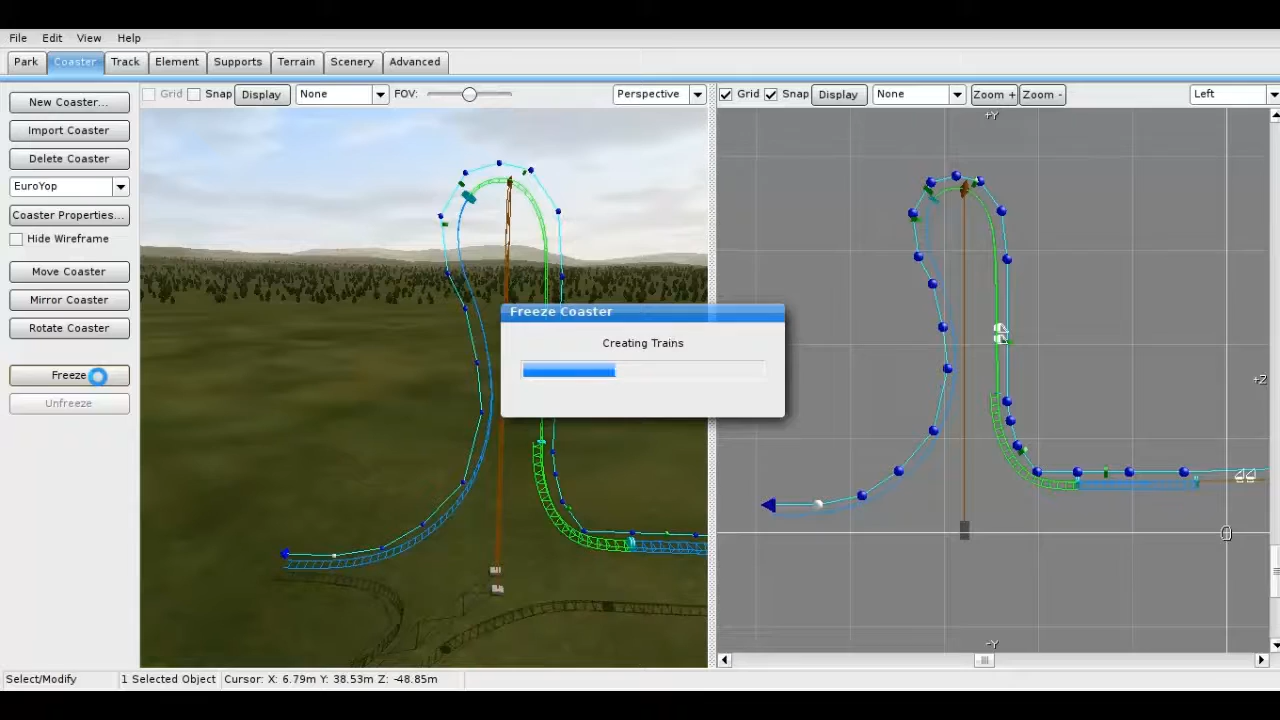 File Edit View Help
Park Coaster Track Element Supports Terrain Scenery Advanced
New Coaster...
Import Coaster
Delete Coaster
EuroYop
Coaster Properties...
Hide Wireframe
Move Coaster
Mirror Coaster
Rotate Coaster
Freeze
Unfreeze
Grid Snap Display None FOV: Perspective
Grid Snap Display None Zoom + Zoom - Left
+Y
+Z
0
-Y
Freeze Coaster
Creating Trains
Select/Modify 1 Selected Object Cursor: X: 6.79m Y: 38.53m Z: -48.85m